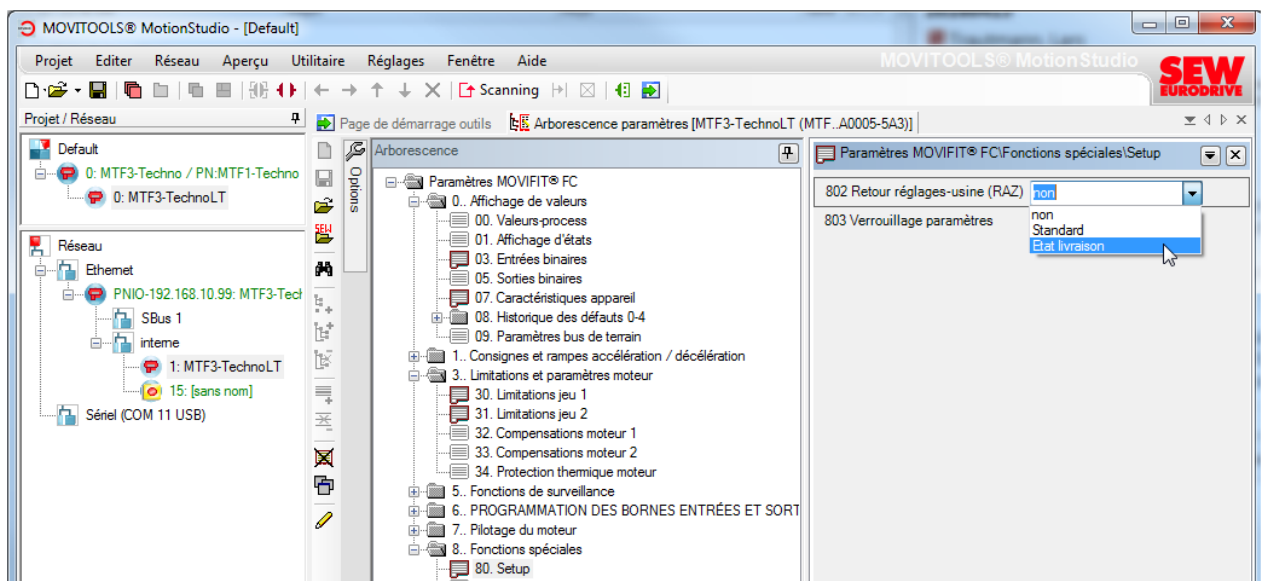 MOVITOOLS® MotionStudio - [Default]
Projet Editer Réseau Aperçu Utilitaire Réglages Fenêtre Aide
MOVITOOLS® MotionStudio
SEW
EURODRIVE
Scanning
Projet / Réseau
Page de démarrage outils
Arborescence paramètres [MTF3-TechnoLT (MTF..A0005-5A3)]
Default
0: MTF3-Techno / PN:MTF1-Techno
0: MTF3-TechnoLT
Réseau
Ethernet
PNIO-192.168.10.99: MTF3-Tech
SBus 1
interne
1: MTF3-TechnoLT
15: [sans nom]
Sériel (COM 11 USB)
Options
SEW
Arborescence
Paramètres MOVIFIT® FC
0.. Affichage de valeurs
00. Valeurs-process
01. Affichage d'états
03. Entrées binaires
05. Sorties binaires
07. Caractéristiques appareil
08. Historique des défauts 0-4
09. Paramètres bus de terrain
1.. Consignes et rampes accélération / décélération
3.. Limitations et paramètres moteur
30. Limitations jeu 1
31. Limitations jeu 2
32. Compensations moteur 1
33. Compensations moteur 2
34. Protection thermique moteur
5.. Fonctions de surveillance
6.. PROGRAMMATION DES BORNES ENTRÉES ET SORT
7.. Pilotage du moteur
8.. Fonctions spéciales
80. Setup
Paramètres MOVIFIT® FC\Fonctions spéciales\Setup
802 Retour réglages-usine (RAZ) non
803 Verrouillage paramètres
non
Standard
Etat livraison